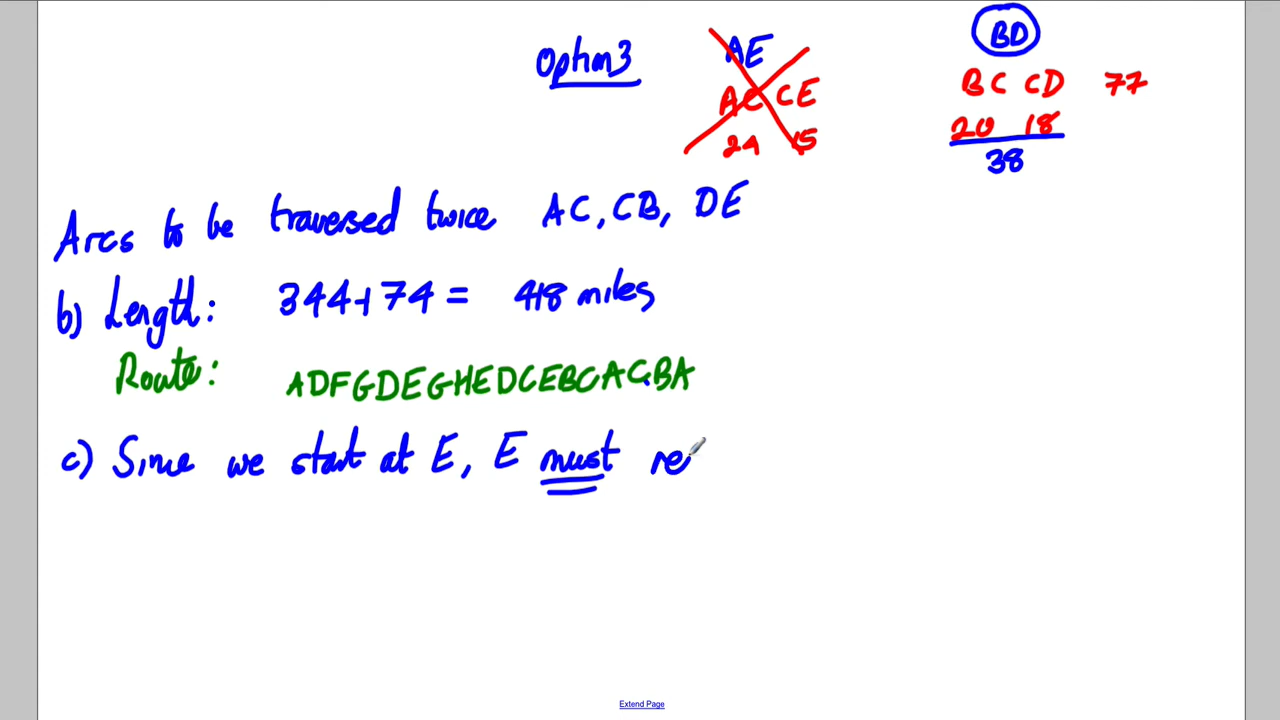 Option 3
AE
AC CE
24 15
BD
BC CD 77
20 18
38
Arcs to be traversed twice AC, CB, DE
b) Length: 344+74 = 418 miles
Route: ADFGDEGHEDCEBCACBA
c) Since we start at E, E must re
Extend Page